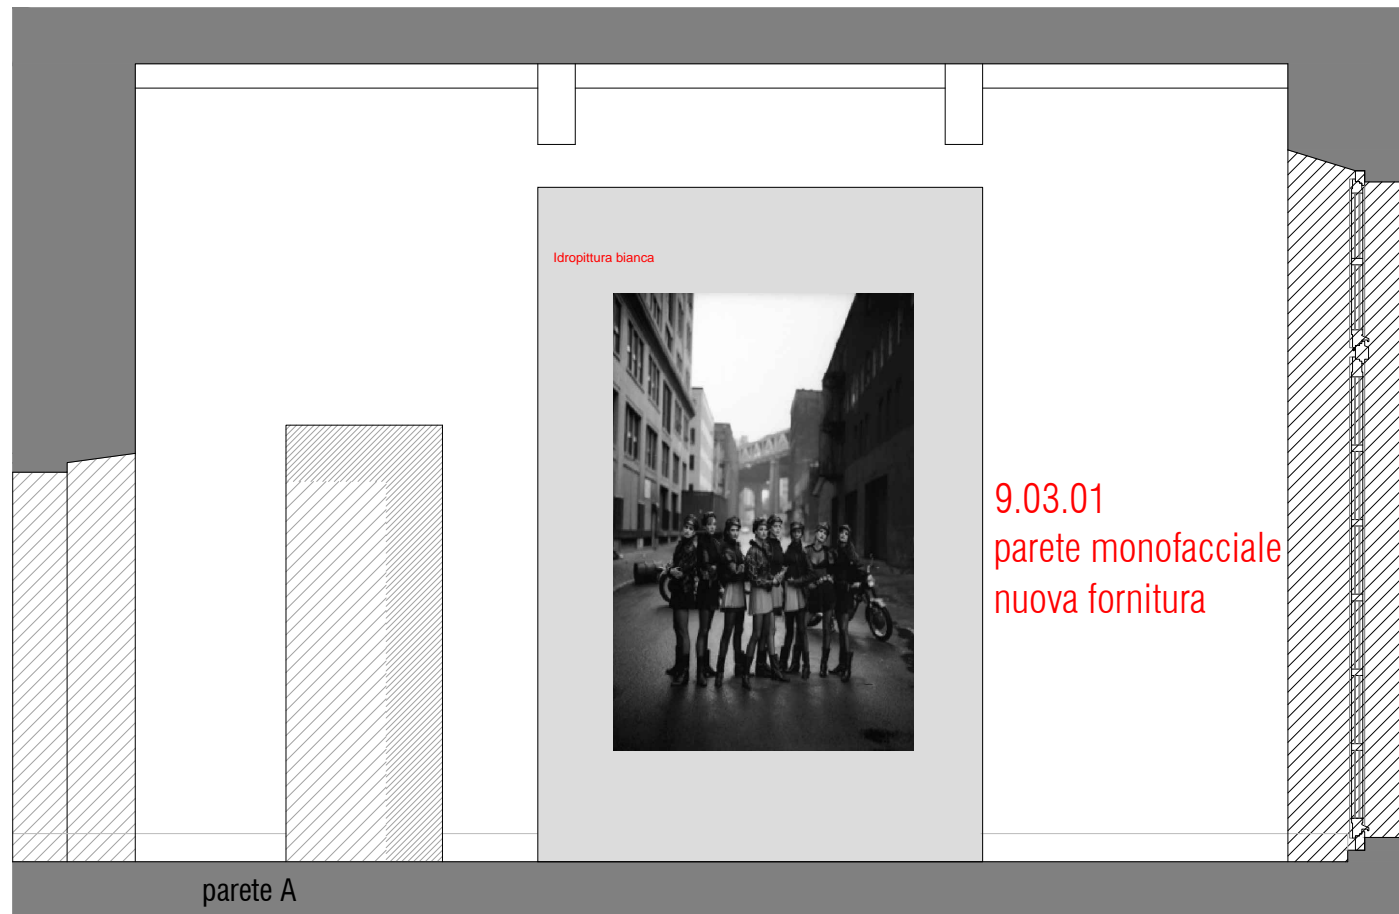 Idropittura bianca
9.03.01
parete monofacciale
nuova fornitura
parete A